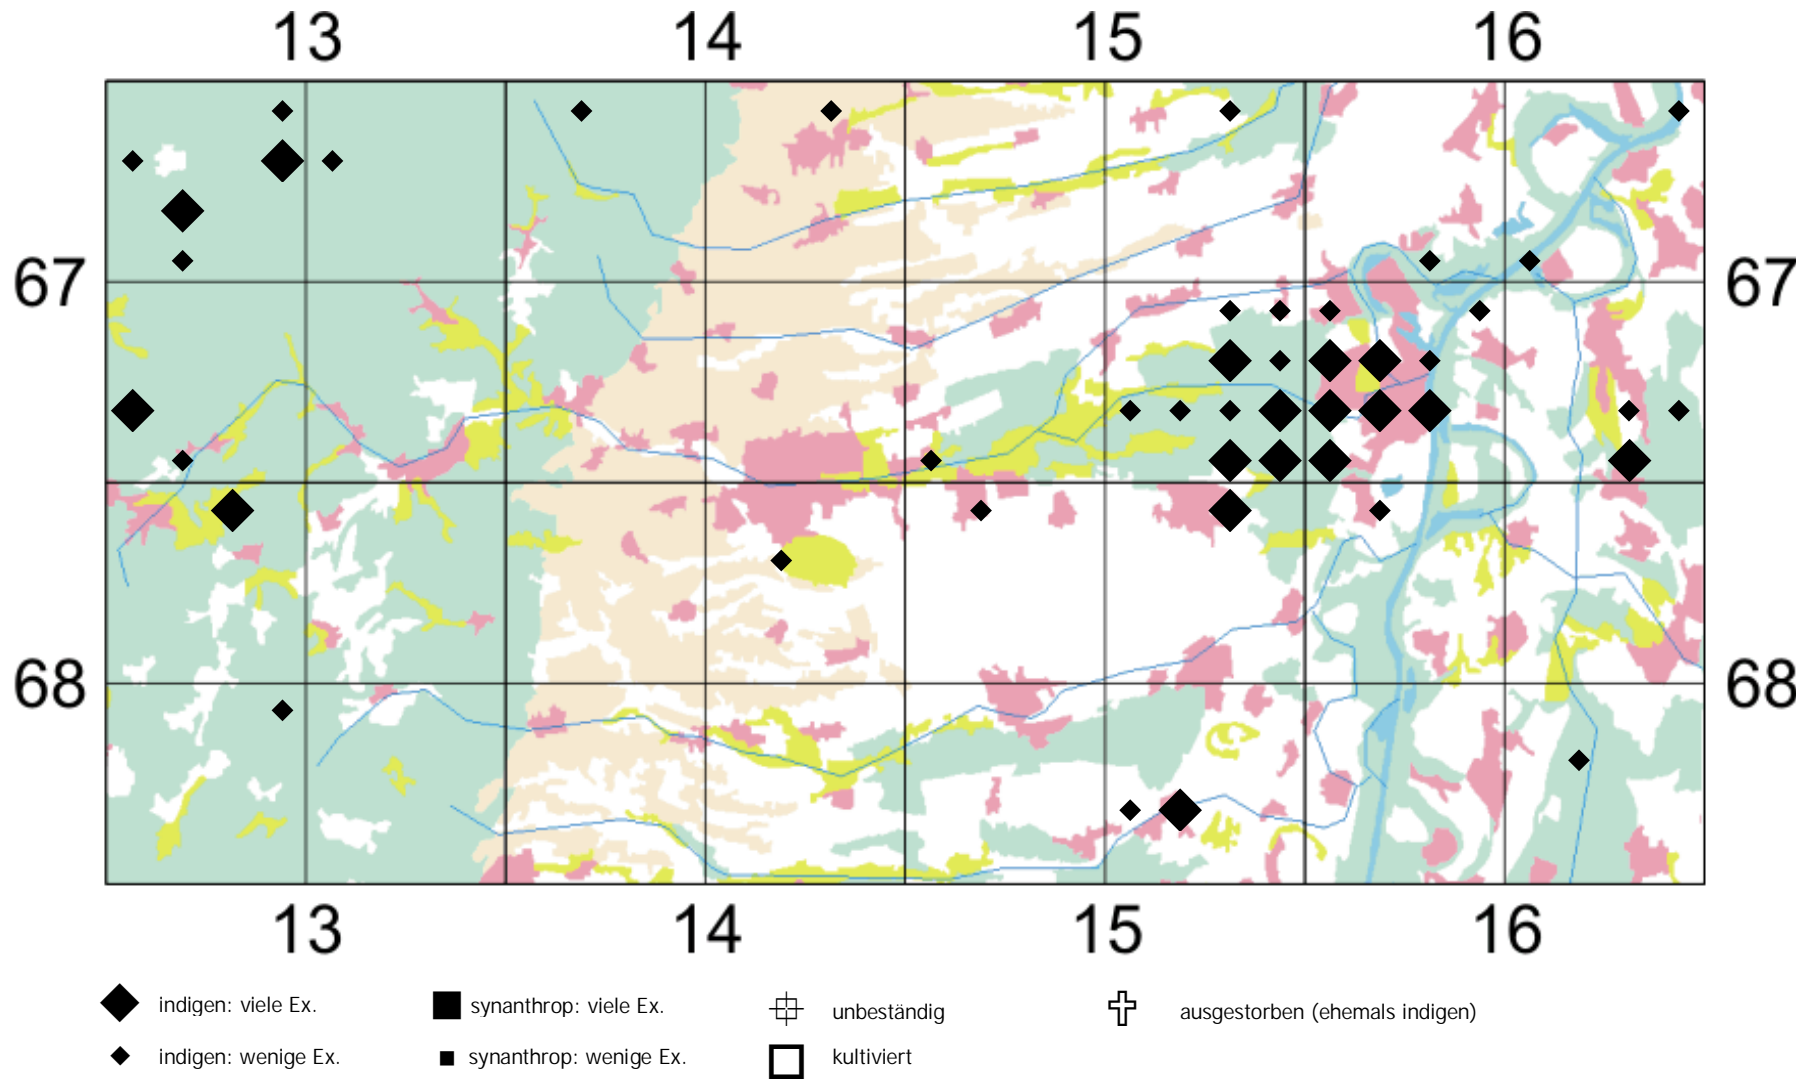 13 14 15 16
67 67
68 68
13 14 15 16
indigen: viele Ex. synanthrop: viele Ex. unbeständig ausgestorben (ehemals indigen)
indigen: wenige Ex. synanthrop: wenige Ex. kultiviert